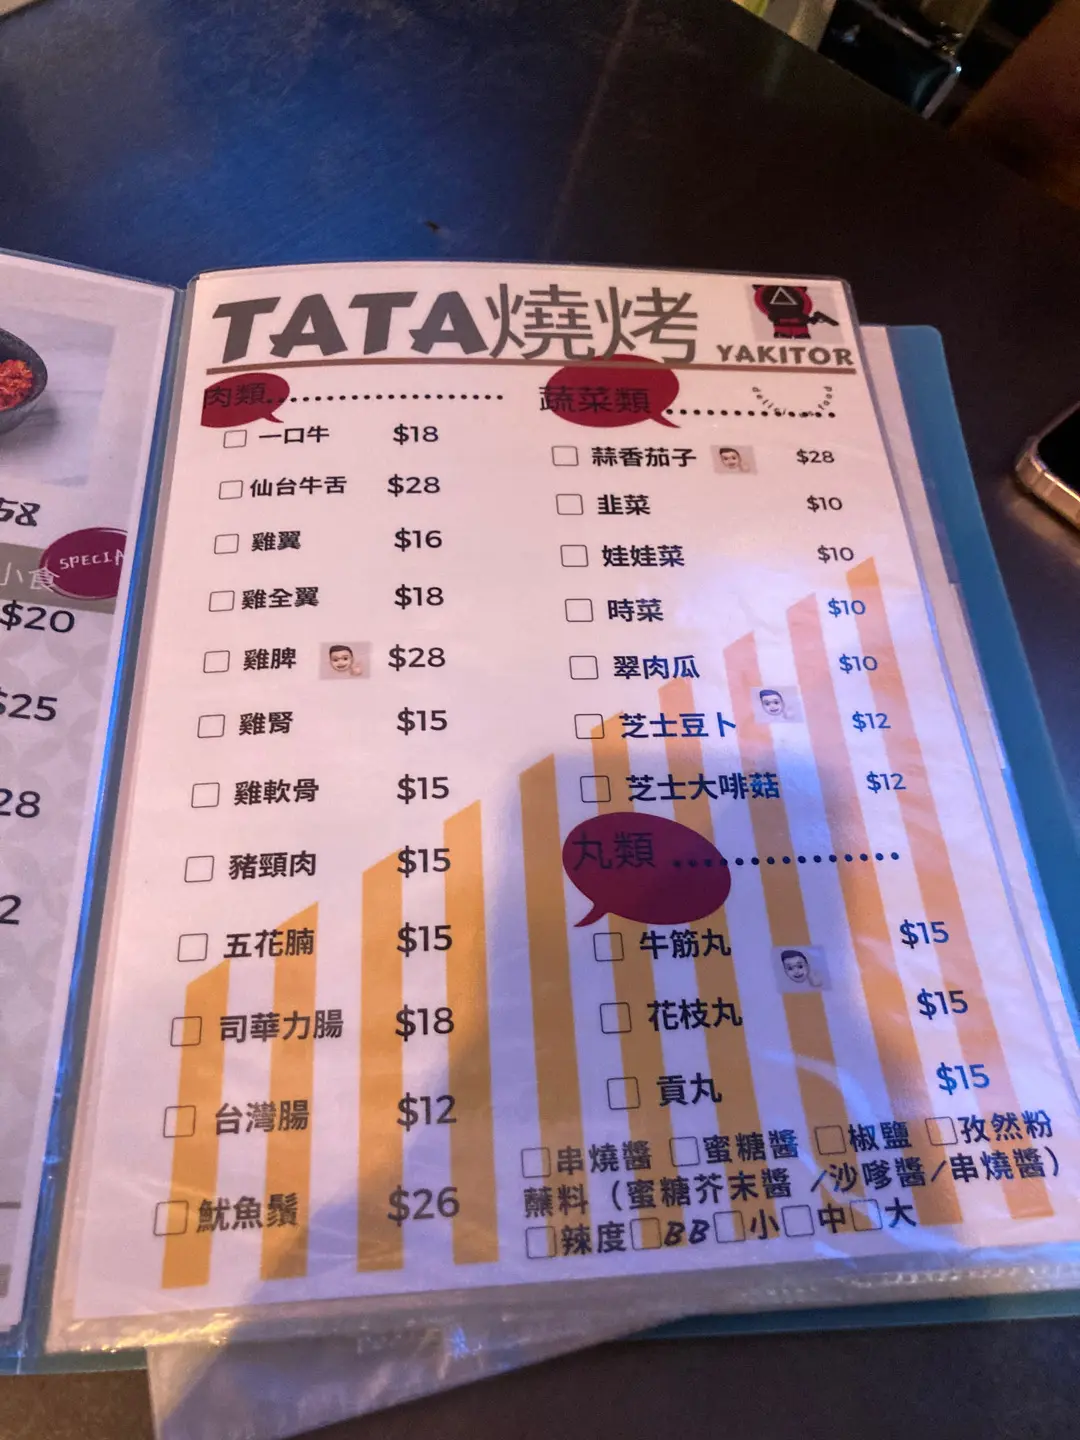 58
SPECIA
小食
$20
$25
28
2
TATA燒烤
YAKITOR
肉類
一口牛 $18
仙台牛舌 $28
雞翼 $16
雞全翼 $18
雞脾 $28
雞腎 $15
雞軟骨 $15
豬頸肉 $15
五花腩 $15
司華力腸 $18
台灣腸 $12
魷魚鬚 $26
蔬菜類
蒜香茄子 $28
韭菜 $10
娃娃菜 $10
時菜 $10
翠肉瓜 $10
芝士豆卜 $12
芝士大啡菇 $12
丸類
牛筋丸 $15
花枝丸 $15
貢丸 $15
串燒醬 蜜糖醬 椒鹽 孜然粉
蘸料（蜜糖芥末醬 /沙嗲醬/串燒醬）
辣度 BB 小 中 大